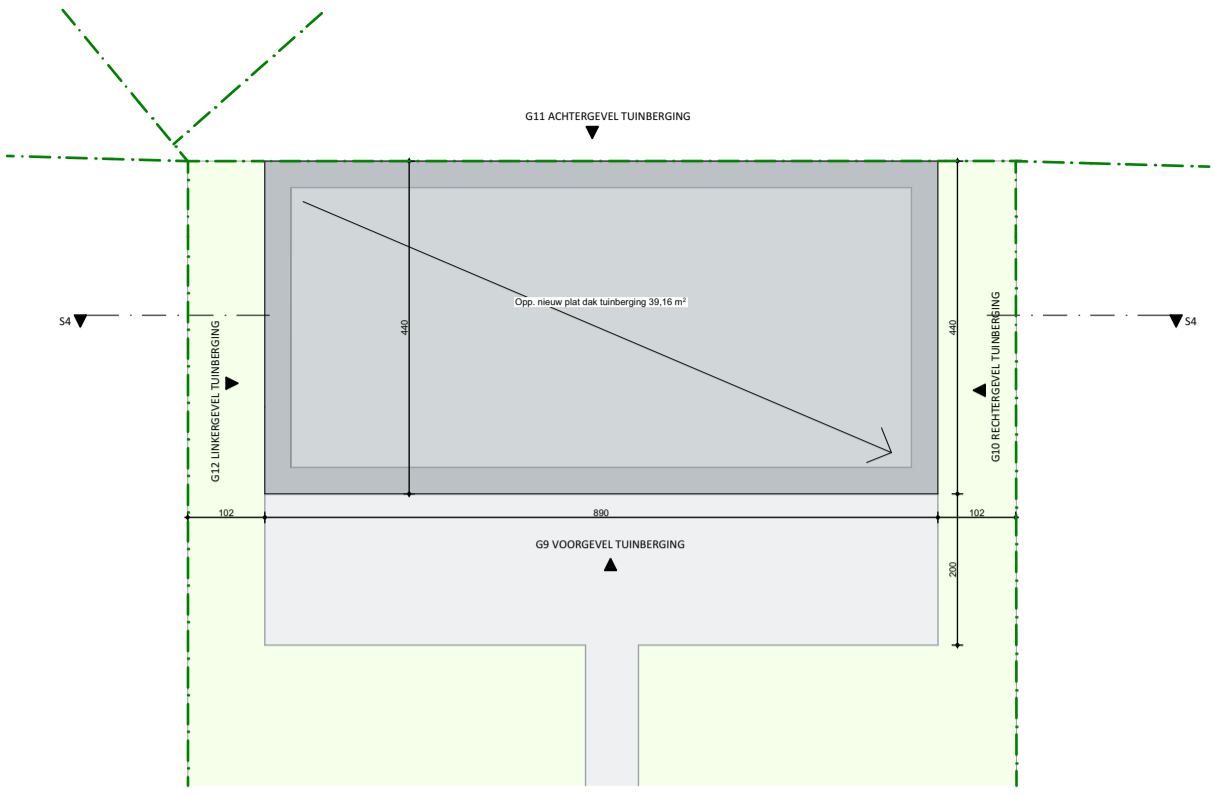 G11 ACHTERGEVEL TUINBERGING
Opp. nieuw plat dak tuinberging 39,16 m²
S4
S4
440
440
G12 LINKERGEVEL TUINBERGING
G10 RECHTERGEVEL TUINBERGING
102
890
102
G9 VOORGEVEL TUINBERGING
200